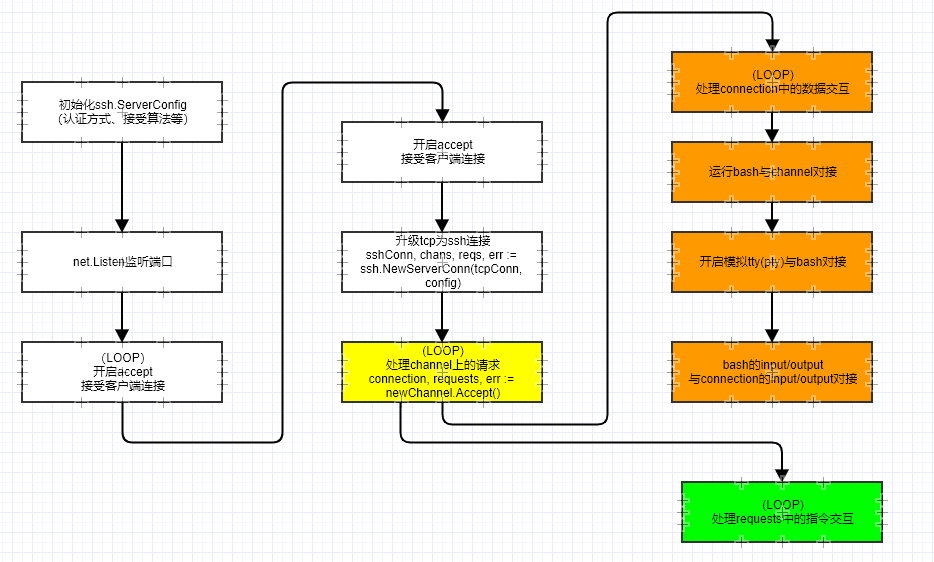 初始化ssh.ServerConfig
(认证方式、接受算法等)
net.Listen监听端口
(LOOP)
开启accept
接受客户端连接
开启accept
接受客户端连接
升级tcp为ssh连接
sshConn, chans, reqs, err :=
ssh.NewServerConn(tcpConn,
config)
(LOOP)
处理channel上的请求
connection, requests, err :=
newChannel.Accept()
(LOOP)
处理connection中的数据交互
运行bash与channel对接
开启模拟tty(pty)与bash对接
bash的input/output
与connection的input/output对接
(LOOP)
处理requests中的指令交互